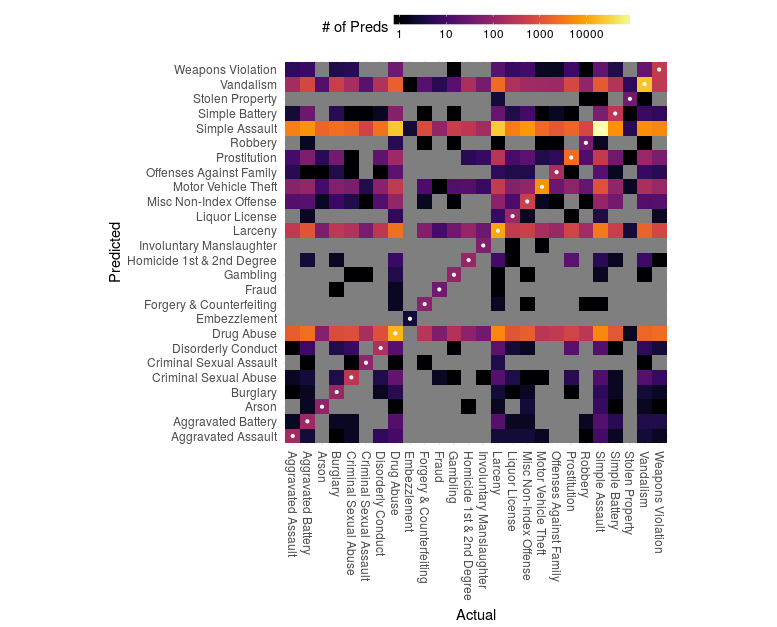 # of Preds
1 10 100 1000 10000
Predicted
Weapons Violation
Vandalism
Stolen Property
Simple Battery
Simple Assault
Robbery
Prostitution
Offenses Against Family
Motor Vehicle Theft
Misc Non-Index Offense
Liquor License
Larceny
Involuntary Manslaughter
Homicide 1st & 2nd Degree
Gambling
Fraud
Forgery & Counterfeiting
Embezzlement
Drug Abuse
Disorderly Conduct
Criminal Sexual Assault
Criminal Sexual Abuse
Burglary
Arson
Aggravated Battery
Aggravated Assault
Aggravated Assault
Aggravated Battery
Arson
Burglary
Criminal Sexual Abuse
Criminal Sexual Assault
Disorderly Conduct
Drug Abuse
Embezzlement
Forgery & Counterfeiting
Fraud
Gambling
Homicide 1st & 2nd Degree
Involuntary Manslaughter
Larceny
Liquor License
Misc Non-Index Offense
Motor Vehicle Theft
Offenses Against Family
Prostitution
Robbery
Simple Assault
Simple Battery
Stolen Property
Vandalism
Weapons Violation
Actual